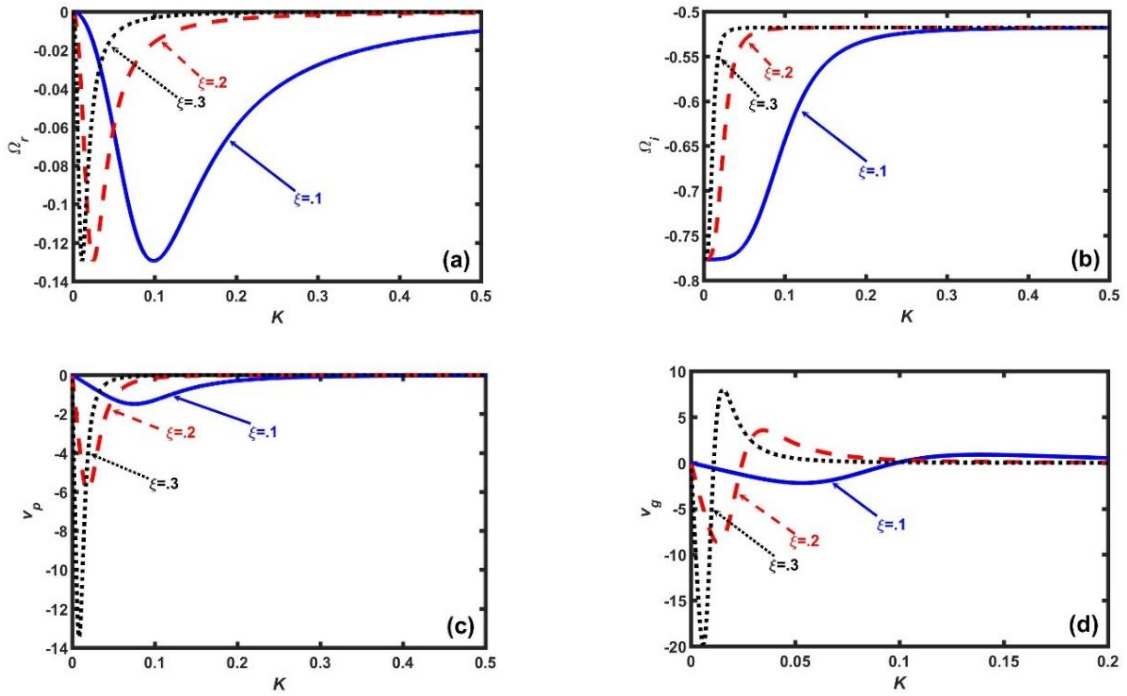 0
-0.02
-0.04
-0.06
-0.08
-0.1
-0.12
-0.14
Ω_r
ξ=.2
ξ=.3
ξ=.1
(a)
0 0.1 0.2 0.3 0.4 0.5
K
-0.5
-0.55
-0.6
-0.65
-0.7
-0.75
-0.8
Ω_i
ξ=.2
ξ=.3
ξ=.1
(b)
0 0.1 0.2 0.3 0.4 0.5
K
0
-2
-4
-6
-8
-10
-12
-14
v_p
ξ=.1
ξ=.2
ξ=.3
(c)
0 0.1 0.2 0.3 0.4 0.5
K
10
5
0
-5
-10
-15
-20
v_g
ξ=.1
ξ=.2
ξ=.3
(d)
0 0.05 0.1 0.15 0.2
K